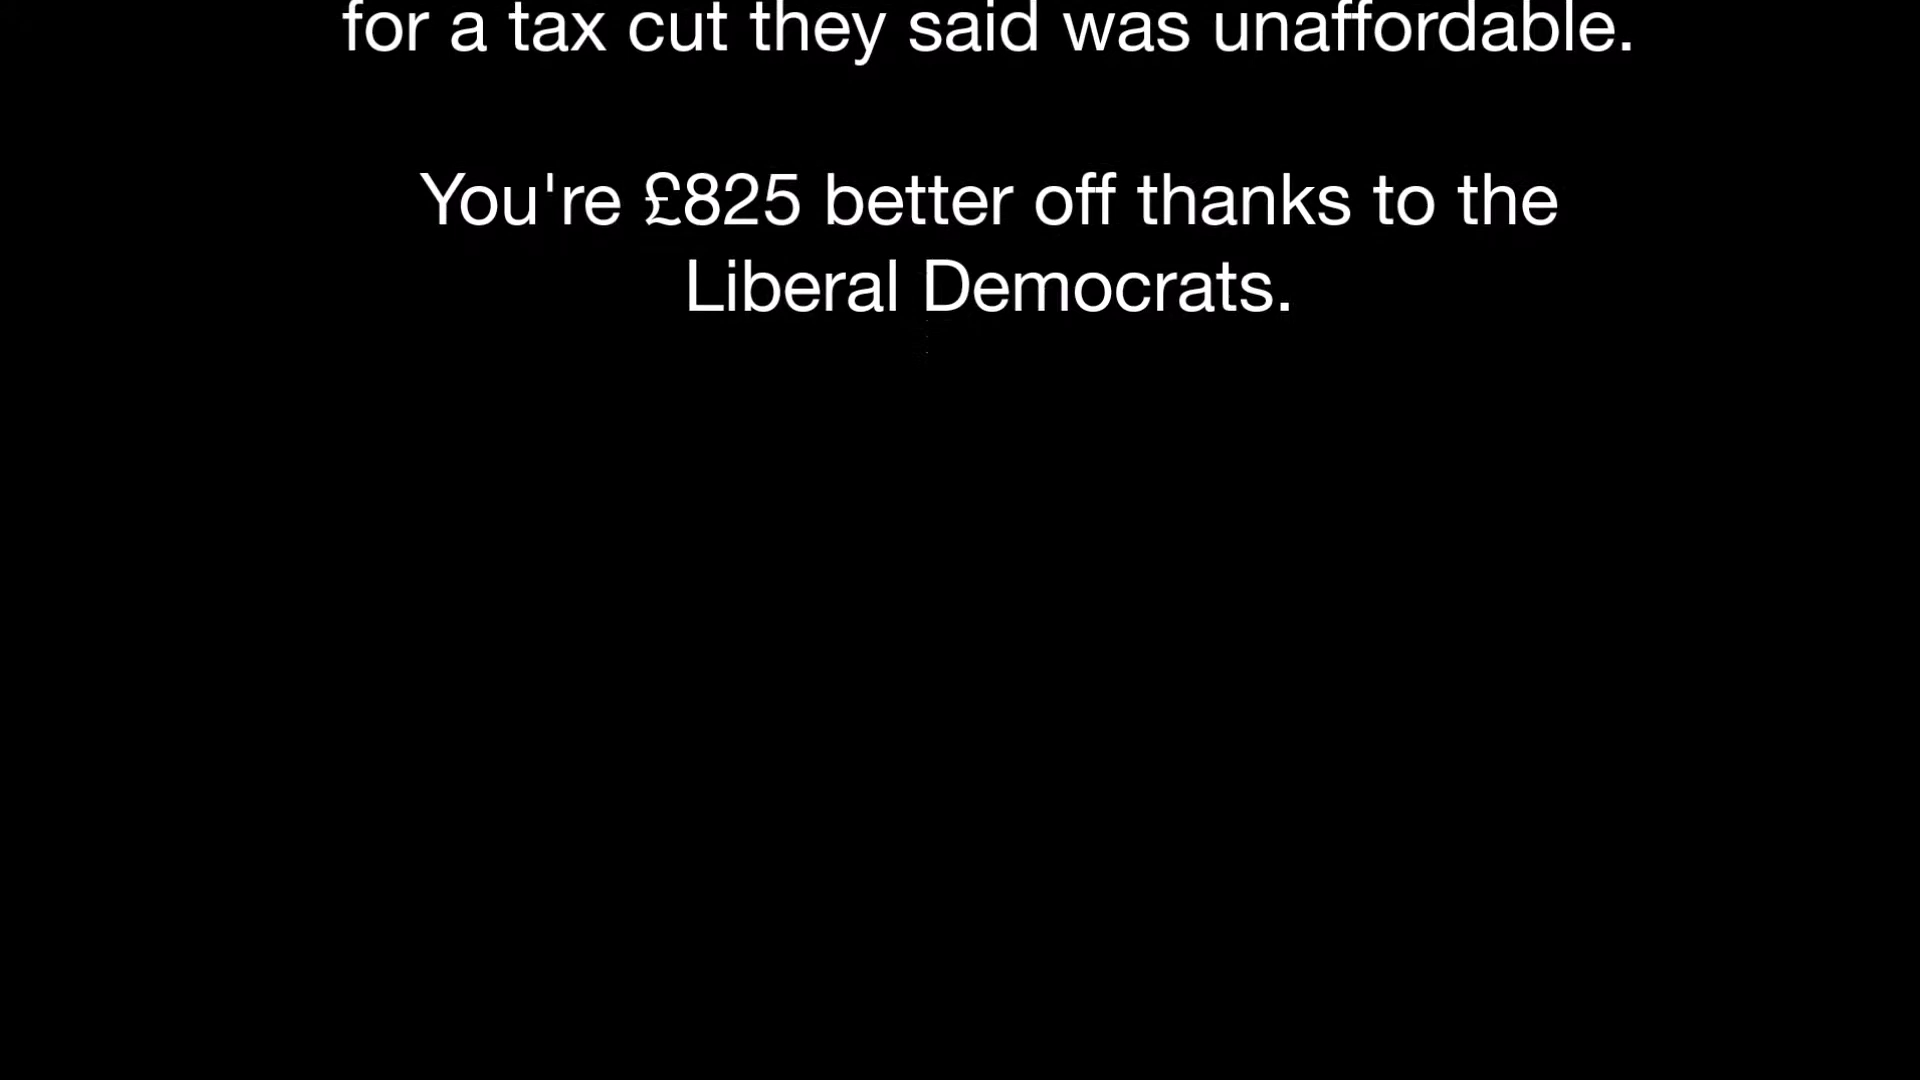 for a tax cut they said was unaffordable.
You're £825 better off thanks to the
Liberal Democrats.